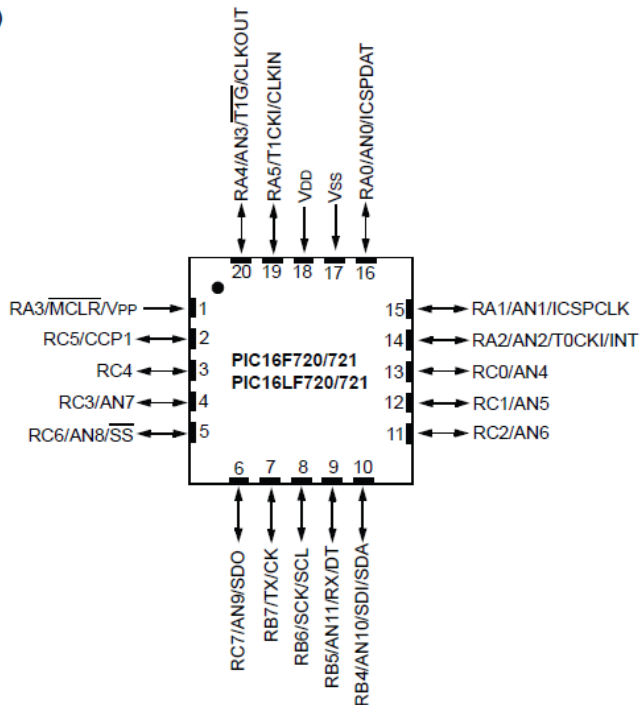 )
RA4/AN3/T1G/CLKOUT
RA5/T1CKI/CLKIN
VDD
VSS
RA0/AN0/ICSPDAT
20
19
18
17
16
RA3/MCLR/VPP
1
RC5/CCP1
2
RC4
3
RC3/AN7
4
RC6/AN8/SS
5
PIC16F720/721
PIC16LF720/721
15
RA1/AN1/ICSPCLK
14
RA2/AN2/T0CKI/INT
13
RC0/AN4
12
RC1/AN5
11
RC2/AN6
6
7
8
9
10
RC7/AN9/SDO
RB7/TX/CK
RB6/SCK/SCL
RB5/AN11/RX/DT
RB4/AN10/SDI/SDA